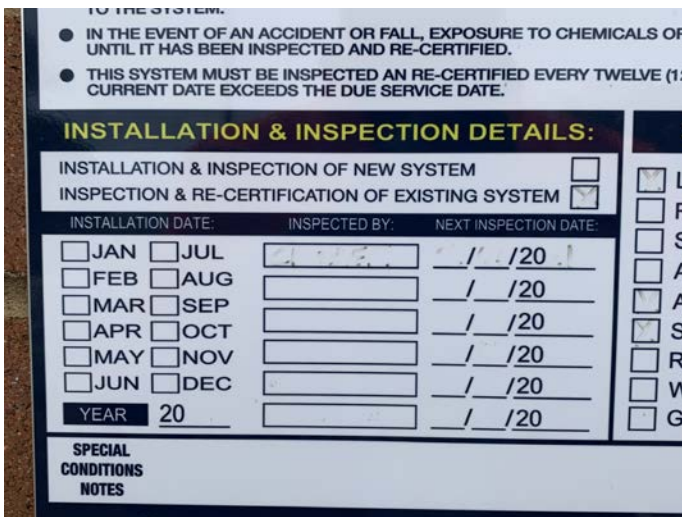 TO THE SYSTEM.
IN THE EVENT OF AN ACCIDENT OR FALL, EXPOSURE TO CHEMICALS OR
UNTIL IT HAS BEEN INSPECTED AND RE-CERTIFIED.
THIS SYSTEM MUST BE INSPECTED AN RE-CERTIFIED EVERY TWELVE (1
CURRENT DATE EXCEEDS THE DUE SERVICE DATE.
INSTALLATION & INSPECTION DETAILS:
INSTALLATION & INSPECTION OF NEW SYSTEM
INSPECTION & RE-CERTIFICATION OF EXISTING SYSTEM
INSTALLATION DATE: INSPECTED BY: NEXT INSPECTION DATE:
JAN JUL / /20
FEB AUG / /20
MAR SEP / /20
APR OCT / /20
MAY NOV / /20
JUN DEC / /20
YEAR 20 / /20
SPECIAL
CONDITIONS
NOTES